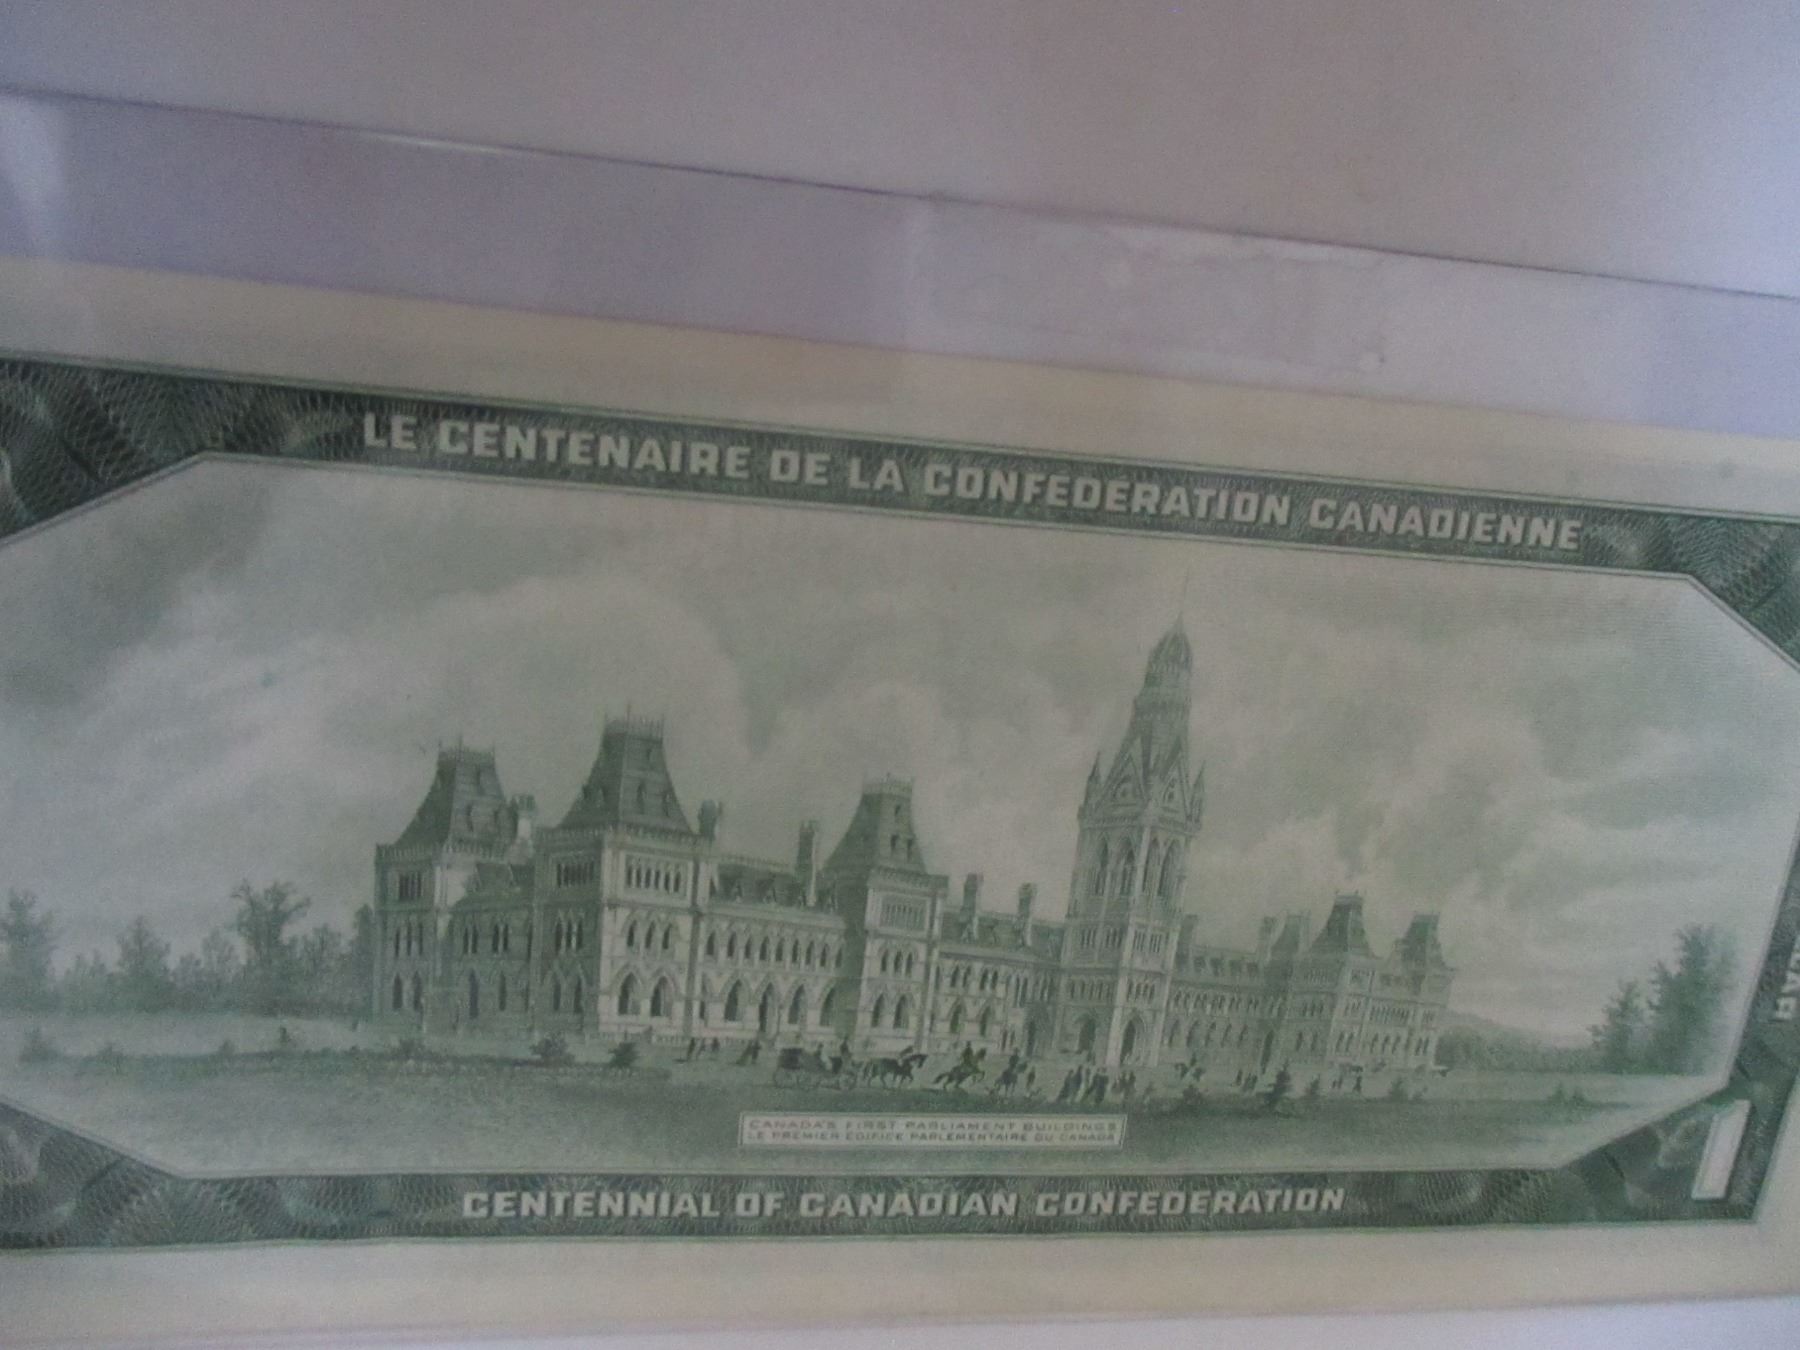 LE CENTENAIRE DE LA CONFEDERATION CANADIENNE
CANADA'S FIRST PARLIAMENT BUILDINGS
LE PREMIER EDIFICE PARLEMENTAIRE DU CANADA
1
CENTENNIAL OF CANADIAN CONFEDERATION